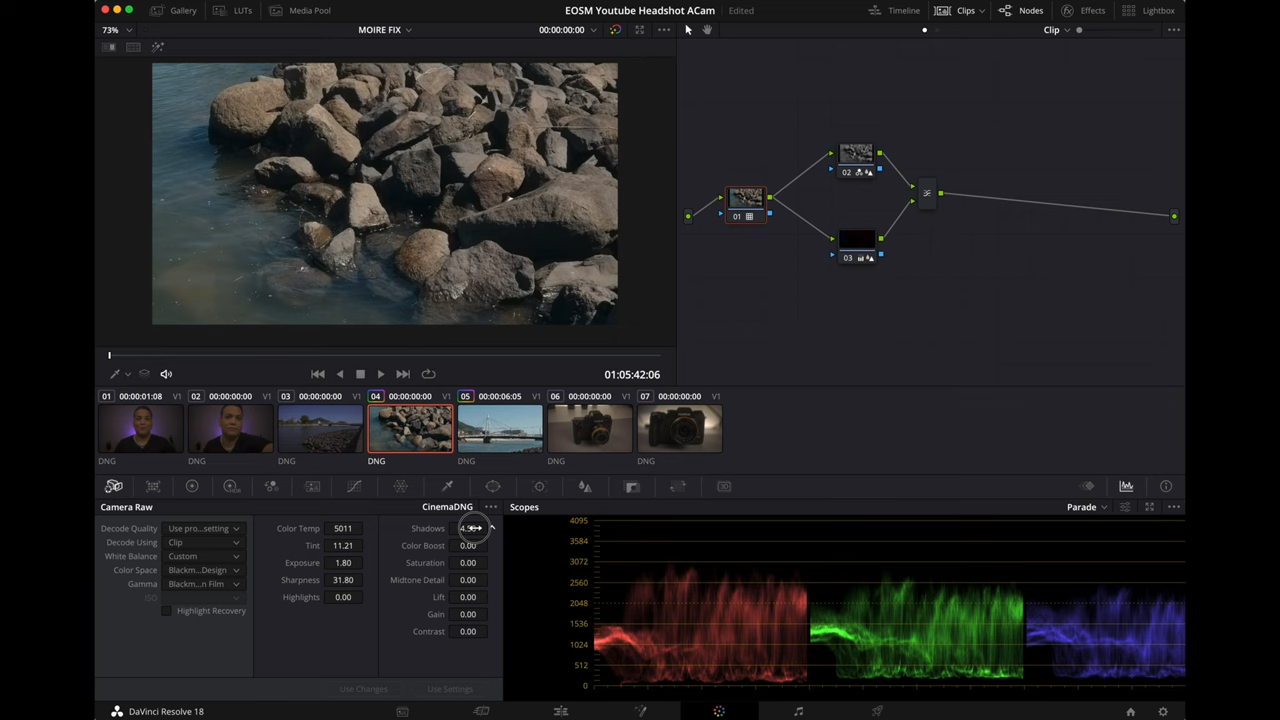 Gallery LUTs Media Pool EOSM Youtube Headshot ACam Edited Timeline Clips Nodes Effects Lightbox
73% MOIRE FIX 00:00:00:00 Clip
02
01
03
01:05:42:06
01 00:00:01:08 V1 02 00:00:00:00 V1 03 00:00:00:00 V1 04 00:00:00:00 V1 05 00:00:06:05 V1 06 00:00:00:00 V1 07 00:00:00:00 V1
DNG DNG DNG DNG DNG DNG DNG
Camera Raw CinemaDNG Scopes Parade
Decode Quality Use pro...setting Color Temp 5011 Shadows
Decode Using Clip Tint 11.21 Color Boost 0.00
White Balance Custom Exposure 1.80 Saturation 0.00
Color Space Blackm...Design Sharpness 31.80 Midtone Detail 0.00
Gamma Blackm...n Film Highlights 0.00 Lift 0.00
ISO Gain 0.00
Highlight Recovery Contrast 0.00
Use Changes Use Settings
4095
3584
3072
2560
2048
1536
1024
512
0
DaVinci Resolve 18